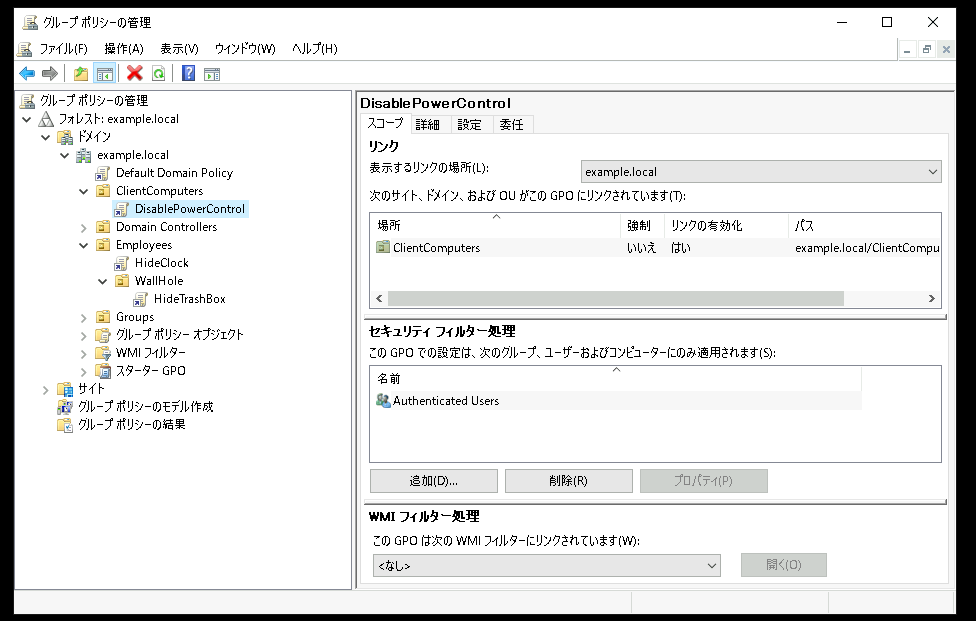 グループ ポリシーの管理
ファイル(F) 操作(A) 表示(V) ウインドウ(W) ヘルプ(H)
グループ ポリシーの管理
フォレスト: example.local
ドメイン
example.local
Default Domain Policy
ClientComputers
DisablePowerControl
Domain Controllers
Employees
HideClock
WallHole
HideTrashBox
Groups
グループ ポリシー オブジェクト
WMI フィルター
スターター GPO
サイト
グループ ポリシーのモデル作成
グループ ポリシーの結果
DisablePowerControl
スコープ 詳細 設定 委任
リンク
表示するリンクの場所(L): example.local
次のサイト、ドメイン、および OU がこの GPO にリンクされています(T):
場所 強制 リンクの有効化 パス
ClientComputers いいえ はい example.local/ClientCompu
セキュリティ フィルター処理
この GPO での設定は、次のグループ、ユーザーおよびコンピューターにのみ適用されます(S):
名前
Authenticated Users
追加(D)... 削除(R) プロパティ(P)
WMI フィルター処理
この GPO は次の WMI フィルターにリンクされています(W):
<なし> 開く(O)